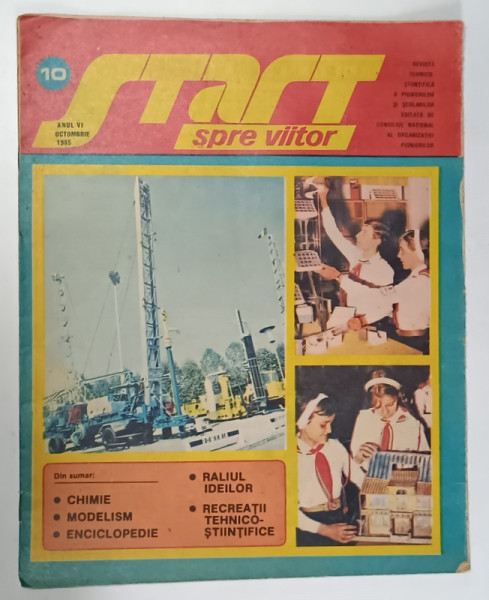 10
START
spre viitor
ANUL VI
OCTOMBRIE
1985
REVISTĂ
TEHNICO-
ŞTIINŢIFICĂ
A PIONIERILOR
ŞI ŞCOLARILOR
EDITATĂ DE
CONSILIUL NAŢIONAL
AL ORGANIZAŢIEI
PIONIERILOR
Din sumar:
• CHIMIE
• MODELISM
• ENCICLOPEDIE
• RALIUL
IDEILOR
• RECREAŢII
TEHNICO-
ŞTIINŢIFICE